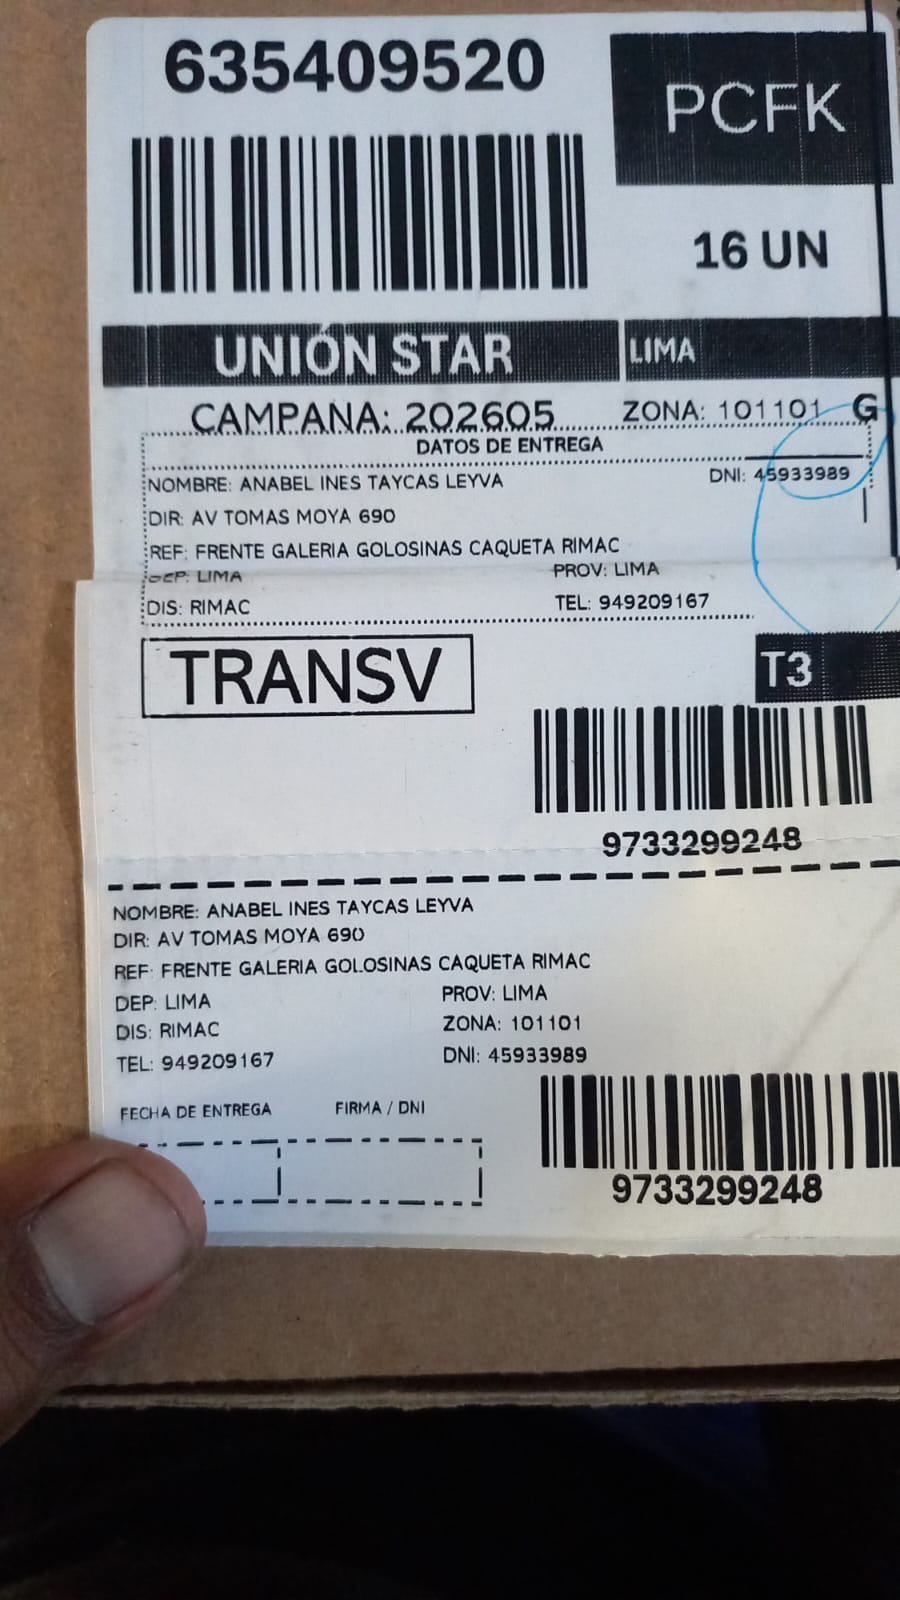 635409520
PCFK
16 UN
UNIÓN STAR
LIMA
CAMPANA: 202605
ZONA: 101101 G
DATOS DE ENTREGA
NOMBRE: ANABEL INES TAYCAS LEYVA
DNI: 45933989
DIR: AV TOMAS MOYA 690
REF: FRENTE GALERIA GOLOSINAS CAQUETA RIMAC
DEP: LIMA
PROV: LIMA
DIS: RIMAC
TEL: 949209167
TRANSV
T3
9733299248
NOMBRE: ANABEL INES TAYCAS LEYVA
DIR: AV TOMAS MOYA 690
REF: FRENTE GALERIA GOLOSINAS CAQUETA RIMAC
DEP: LIMA
PROV: LIMA
DIS: RIMAC
ZONA: 101101
TEL: 949209167
DNI: 45933989
FECHA DE ENTREGA
FIRMA / DNI
9733299248